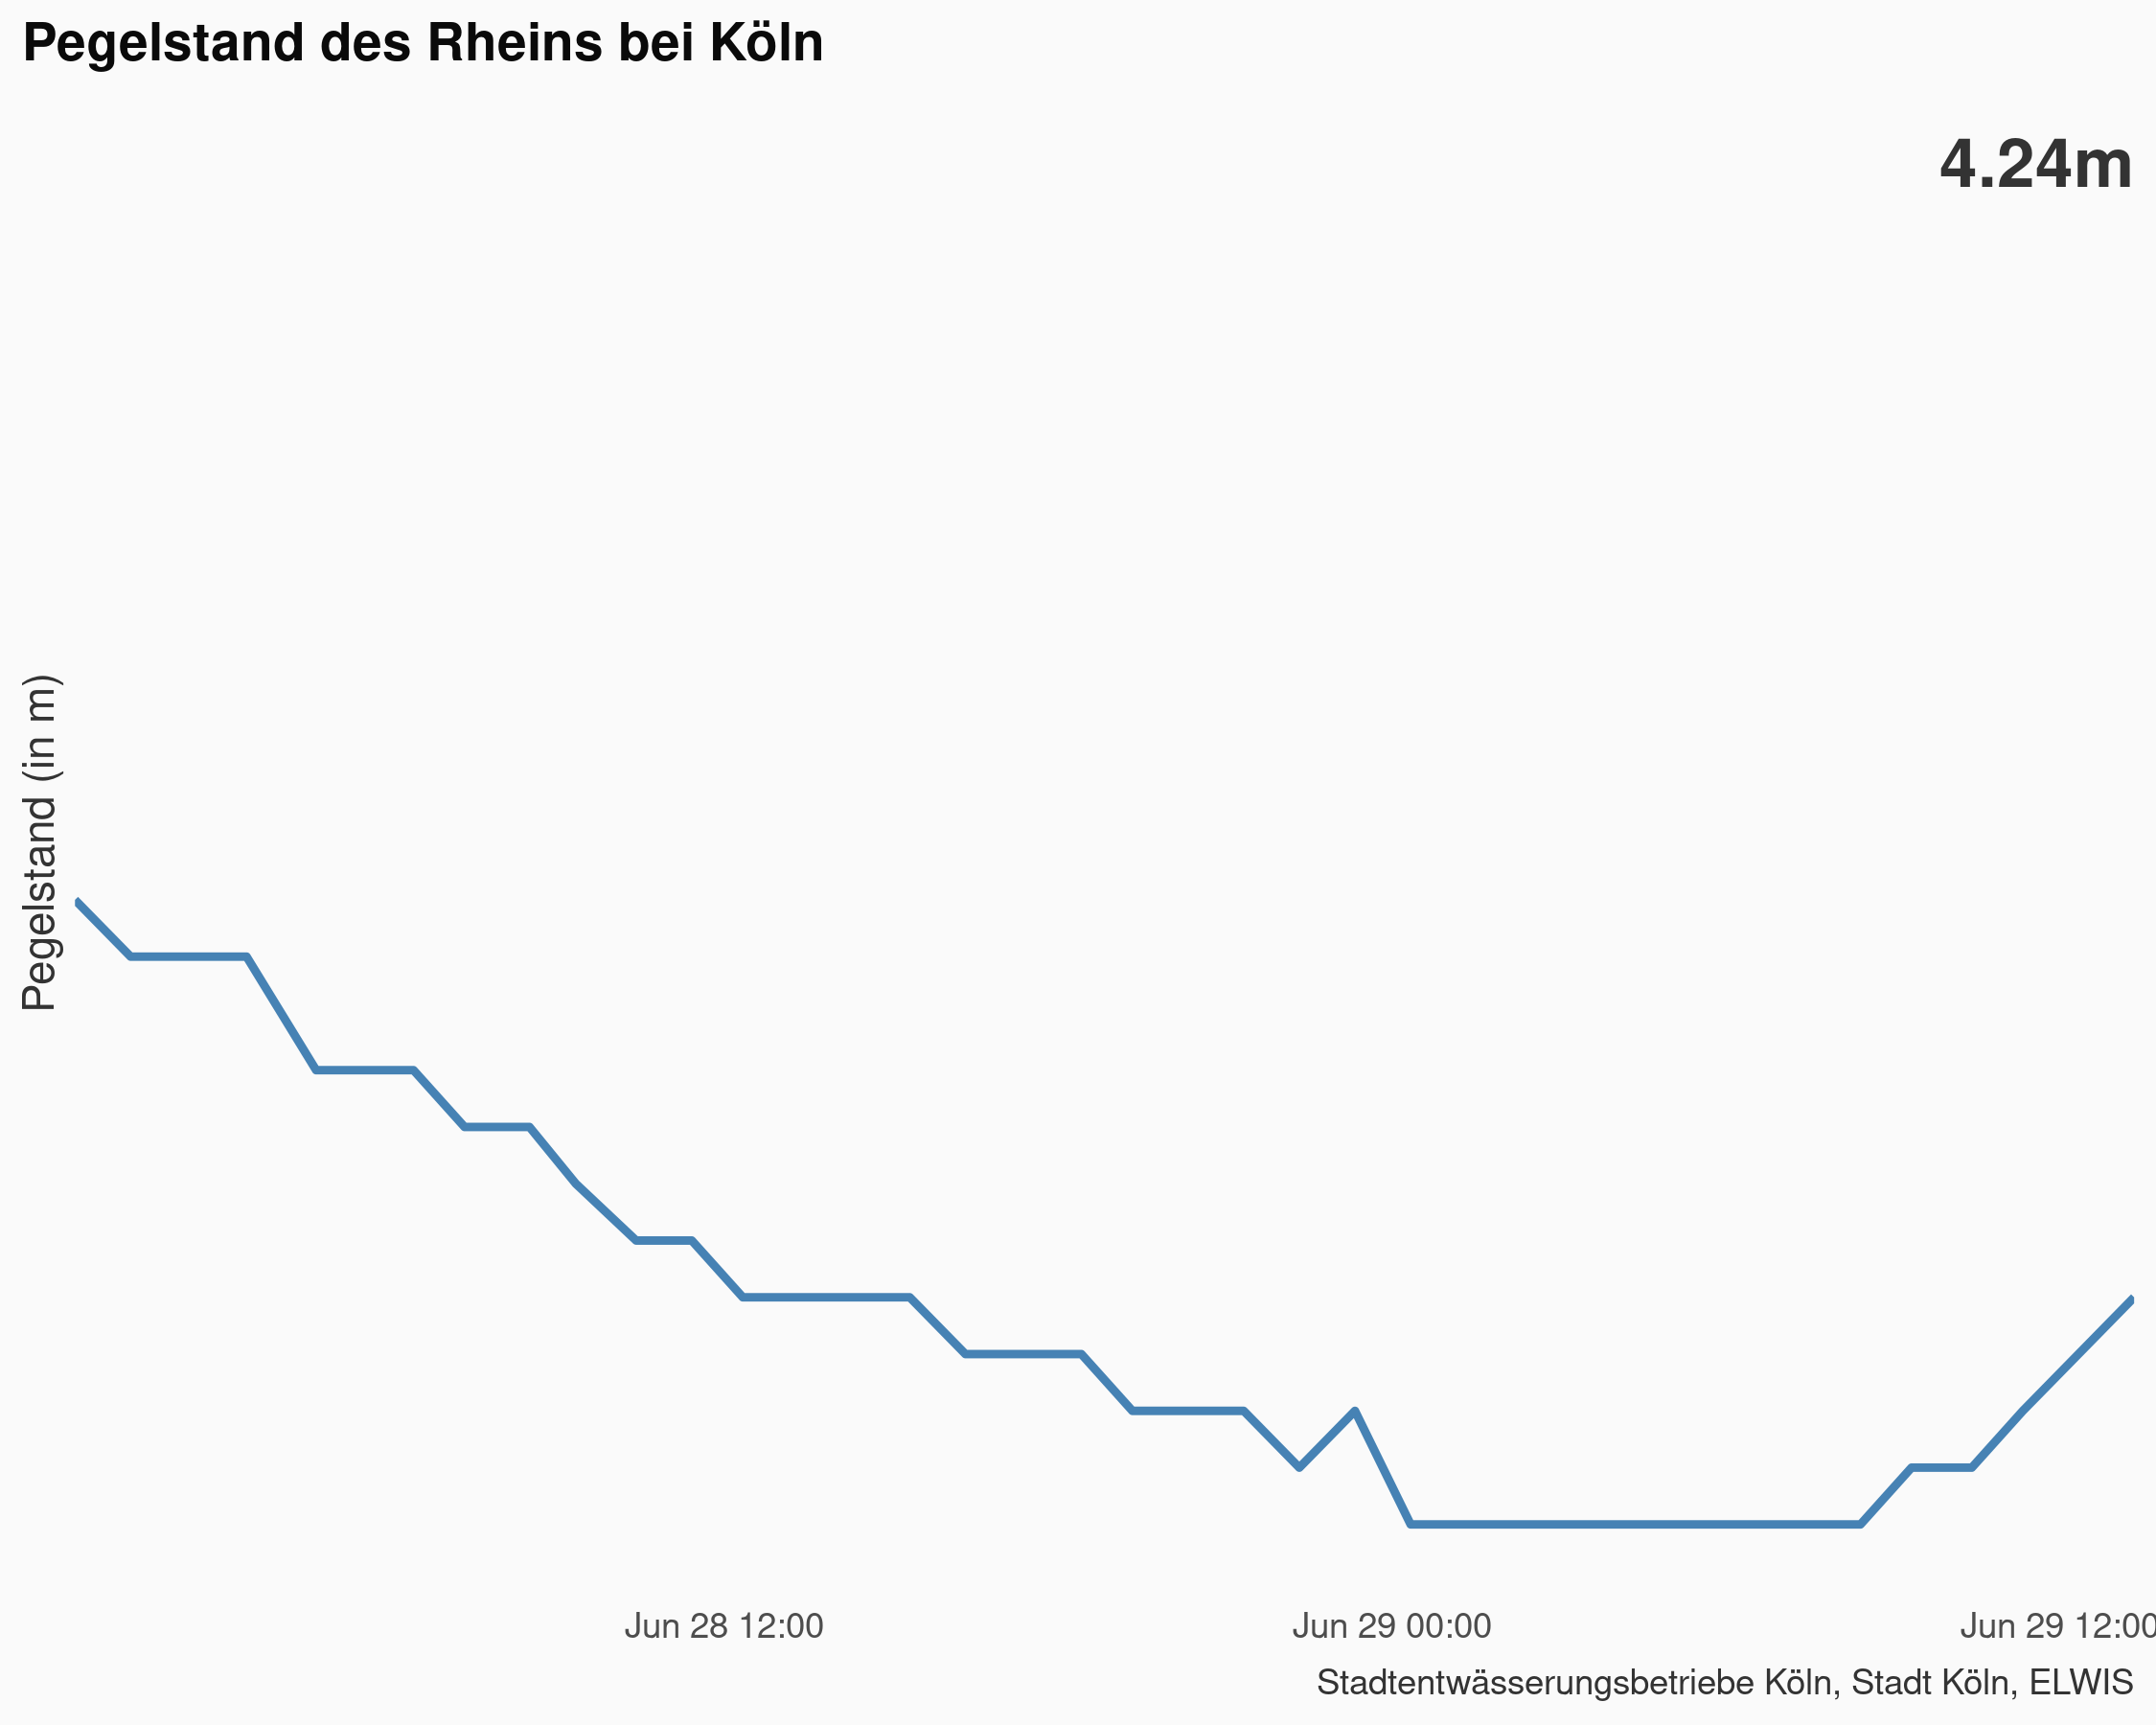 Pegelstand des Rheins bei Köln
4.24m
Pegelstand (in m)
Jun 28 12:00
Jun 29 00:00
Jun 29 12:00
Stadtentwässerungsbetriebe Köln, Stadt Köln, ELWIS